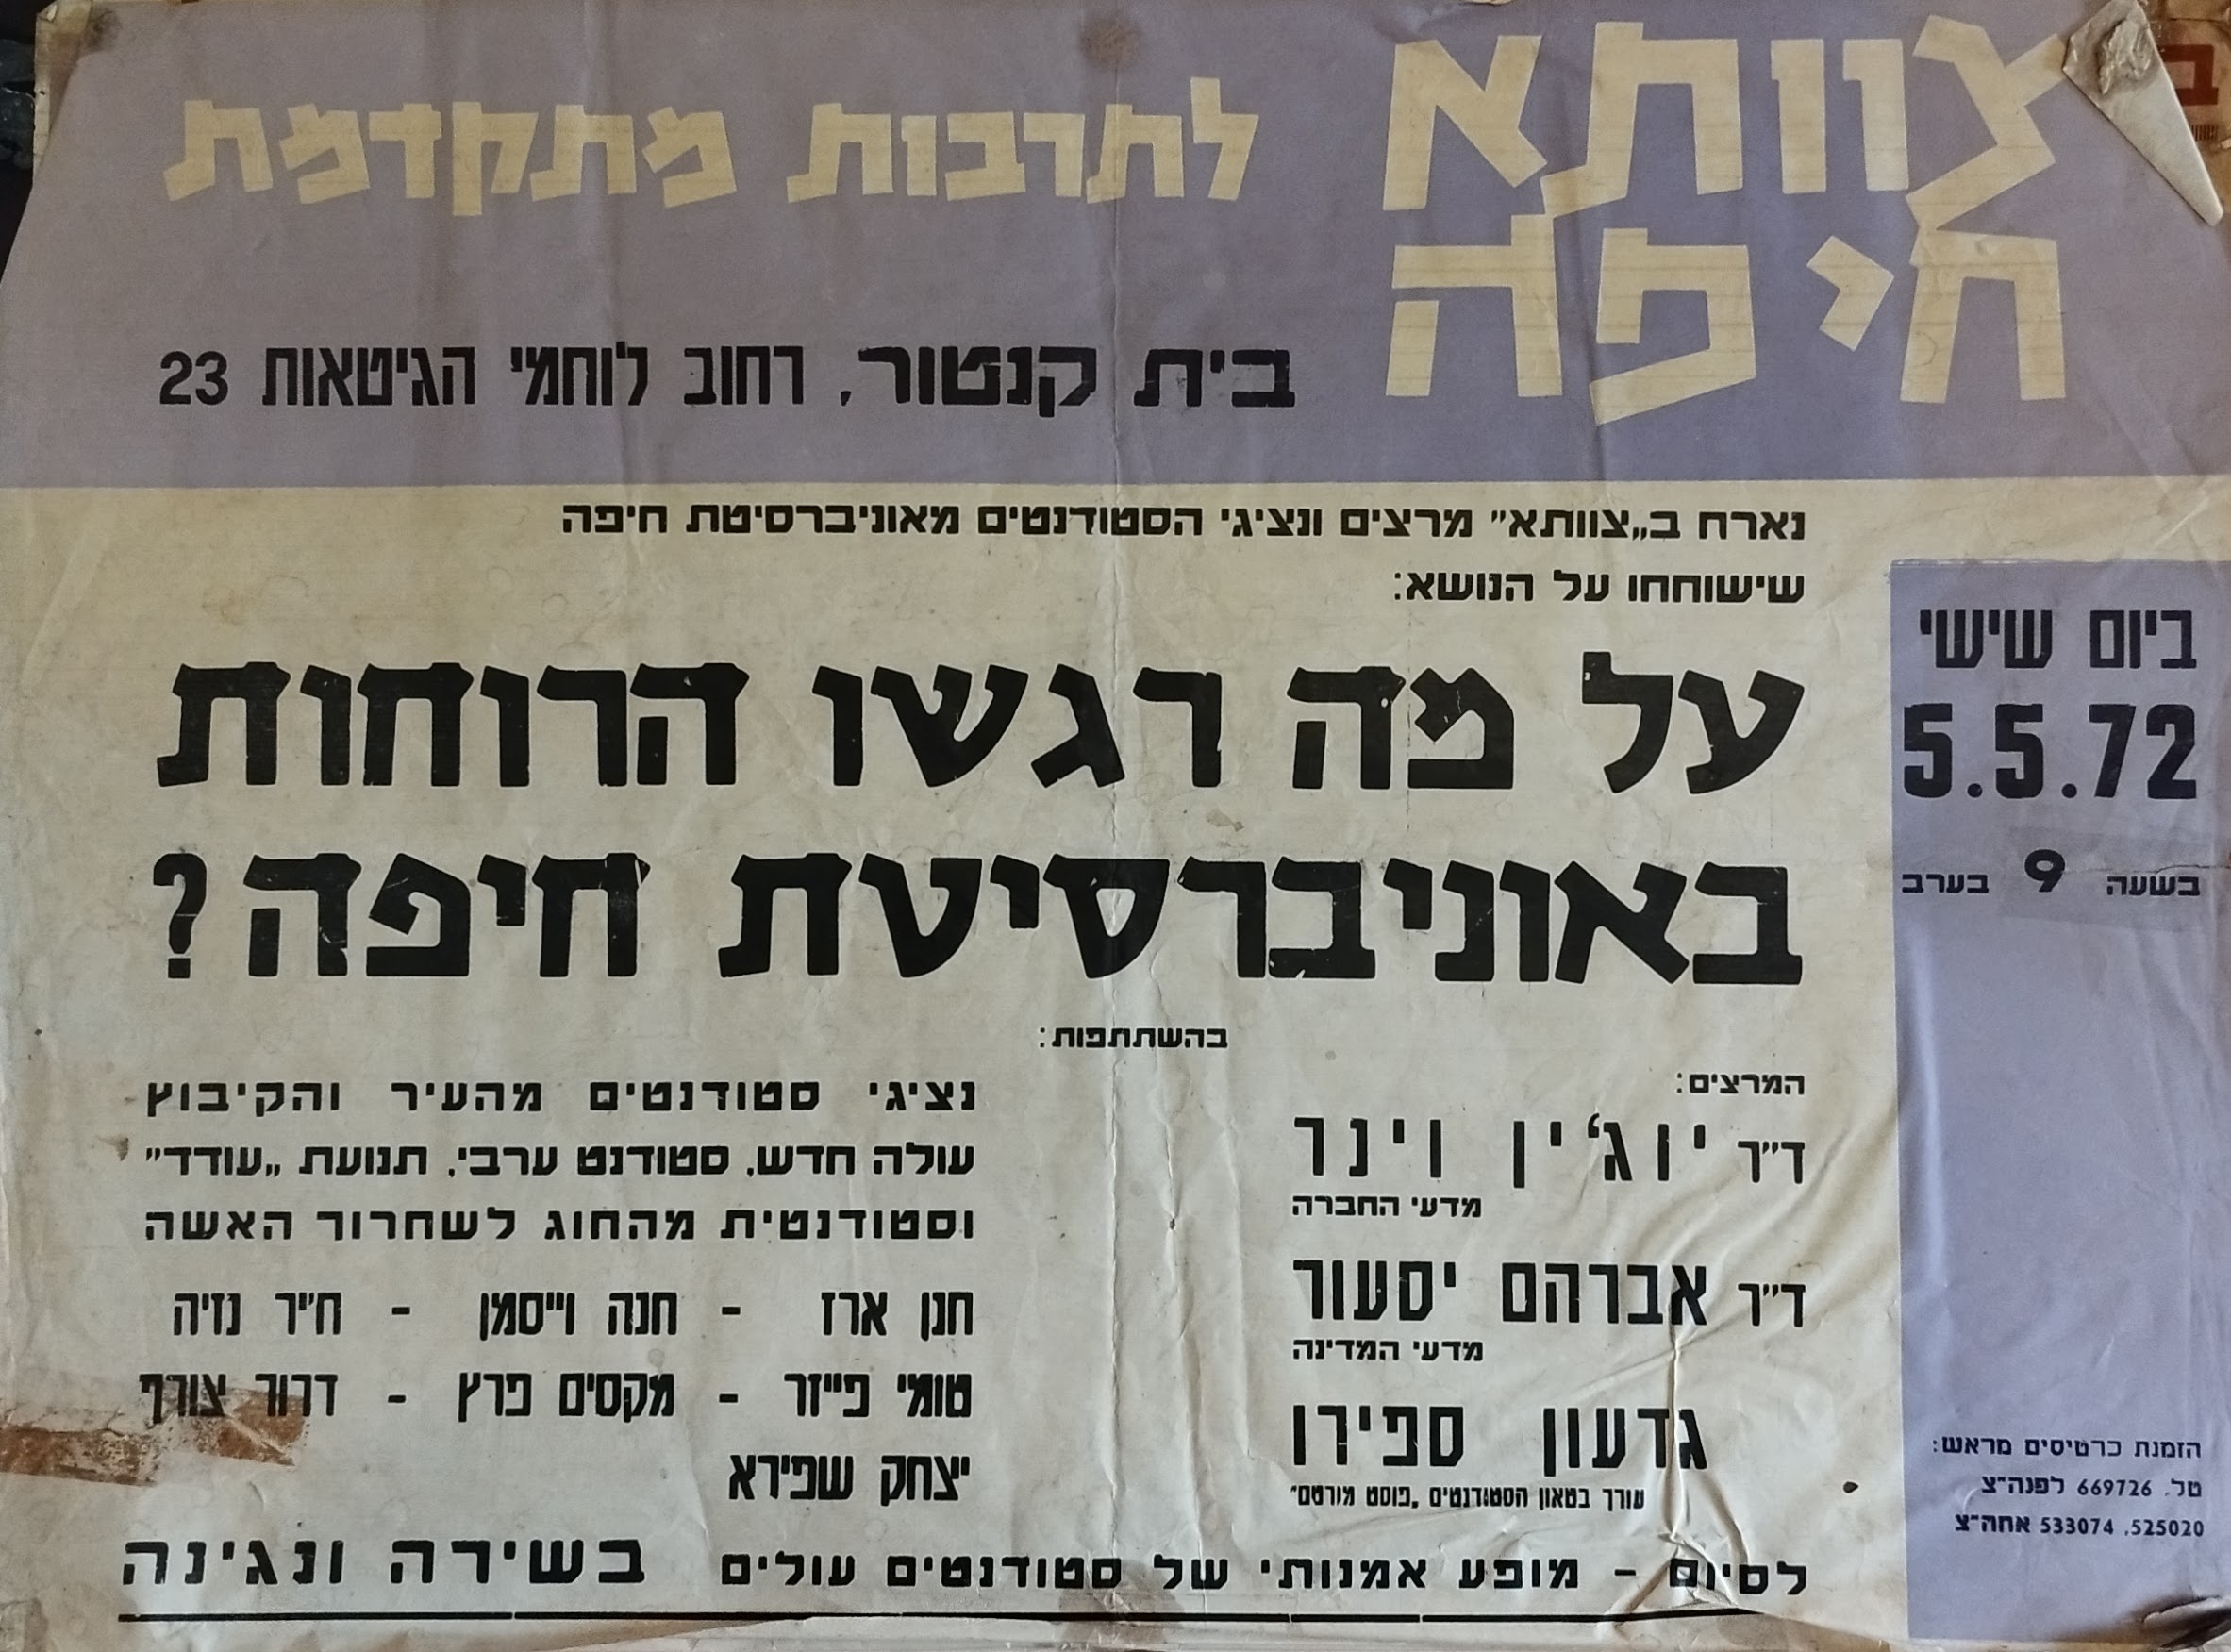 צוותא
חיפה
לתרבות מתקדמת
בית קנטור, רחוב לוחמי הגיטאות 23
נארח ב„צוותא" מרצים ונציגי הסטודנטים מאוניברסיטת חיפה
שישוחחו על הנושא:
על מה רגשו הרוחות
באוניברסיטת חיפה?
ביום שישי
5.5.72
בשעה 9 בערב
בהשתתפות:
המרצים:
ד"ר יוג'ין וינר
מדעי החברה
ד"ר אברהם יסעור
מדעי המדינה
גדעון ספירו
עורך בטאון הסטודנטים „פוסט מורטם"
נציגי סטודנטים מהעיר והקיבוץ
עולה חדש, סטודנט ערבי, תנועת „עודד"
וסטודנטית מהחוג לשחרור האשה
חנן ארז - חנה וייסמן - ח'יר נזיה
טומי פייזר - מקסים פרץ - דרור צורף
יצחק שפירא
לסיום - מופע אמנותי של סטודנטים עולים בשירה ונגינה
הזמנת כרטיסים מראש:
טל. 669726 לפנה"צ
525020, 533074 אחה"צ